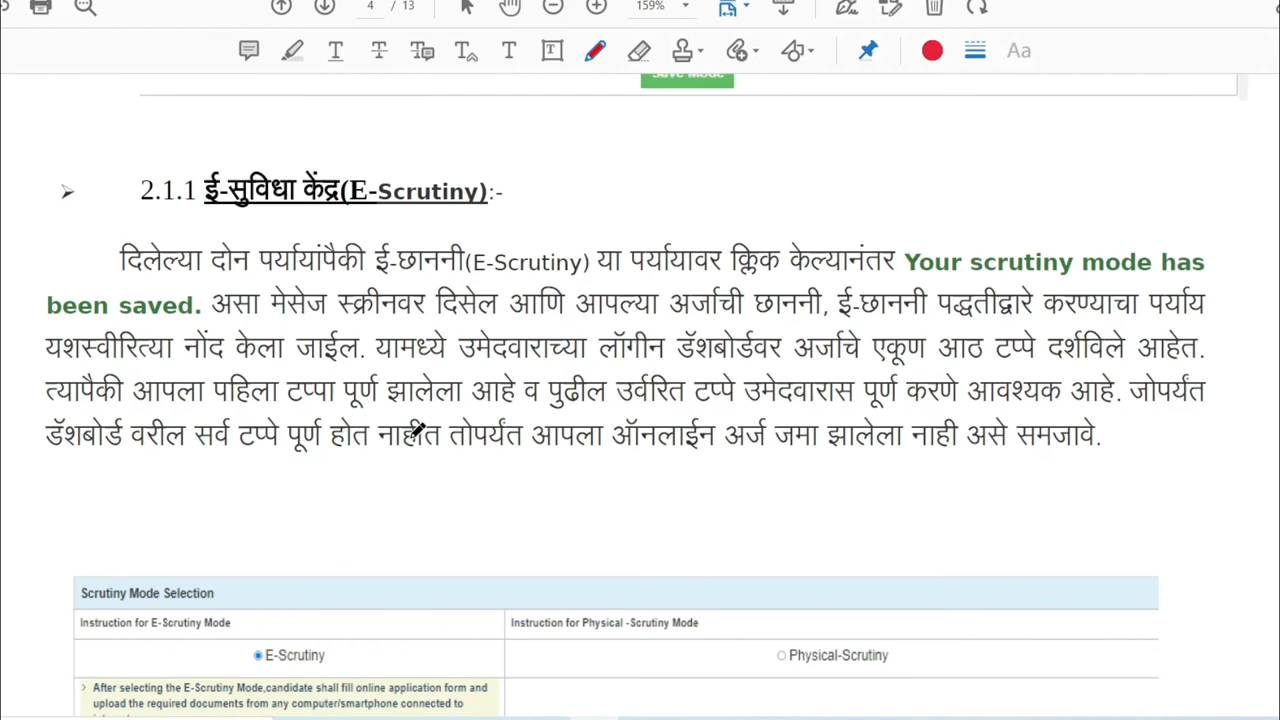 4 / 13
159%
T T T T T Aa
Save Mode
➢ 2.1.1 ई-सुविधा केंद्र(E-Scrutiny):-
दिलेल्या दोन पर्यायांपैकी ई-छाननी(E-Scrutiny) या पर्यायावर क्लिक केल्यानंतर Your scrutiny mode has
been saved. असा मेसेज स्क्रीनवर दिसेल आणि आपल्या अर्जाची छाननी, ई-छाननी पद्धतीद्वारे करण्याचा पर्याय
यशस्वीरित्या नोंद केला जाईल. यामध्ये उमेदवाराच्या लॉगीन डॅशबोर्डवर अर्जाचे एकूण आठ टप्पे दर्शविले आहेत.
त्यापैकी आपला पहिला टप्पा पूर्ण झालेला आहे व पुढील उर्वरित टप्पे उमेदवारास पूर्ण करणे आवश्यक आहे. जोपर्यंत
डॅशबोर्ड वरील सर्व टप्पे पूर्ण होत नाहीत तोपर्यंत आपला ऑनलाईन अर्ज जमा झालेला नाही असे समजावे.
Scrutiny Mode Selection
Instruction for E-Scrutiny Mode Instruction for Physical -Scrutiny Mode
E-Scrutiny Physical-Scrutiny
After selecting the E-Scrutiny Mode,candidate shall fill online application form and
upload the required documents from any computer/smartphone connected to